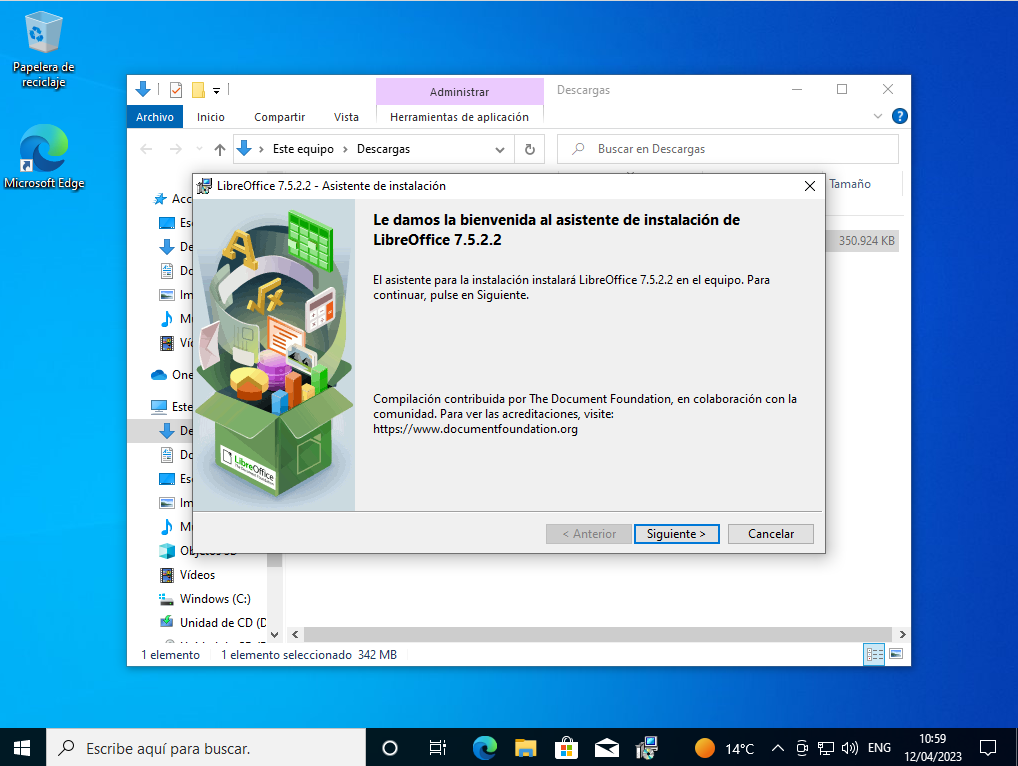 Papelera de
reciclaje
Microsoft Edge
Administrar
Descargas
Archivo
Inicio
Compartir
Vista
Herramientas de aplicación
?
Este equipo
Descargas
Buscar en Descargas
Tamaño
350.924 KB
LibreOffice 7.5.2.2 - Asistente de instalación
Le damos la bienvenida al asistente de instalación de
LibreOffice 7.5.2.2
El asistente para la instalación instalará LibreOffice 7.5.2.2 en el equipo. Para
continuar, pulse en Siguiente.
Compilación contribuida por The Document Foundation, en colaboración con la
comunidad. Para ver las acreditaciones, visite:
https://www.documentfoundation.org
LibreOffice
The Document Foundation
< Anterior
Siguiente >
Cancelar
Acc
Es
De
Do
Im
M
Ví
One
Este
De
Do
Es
Im
M
Objetos 3D
Vídeos
Windows (C:)
Unidad de CD (D
1 elemento
1 elemento seleccionado 342 MB
Escribe aquí para buscar.
14°C
ENG
10:59
12/04/2023